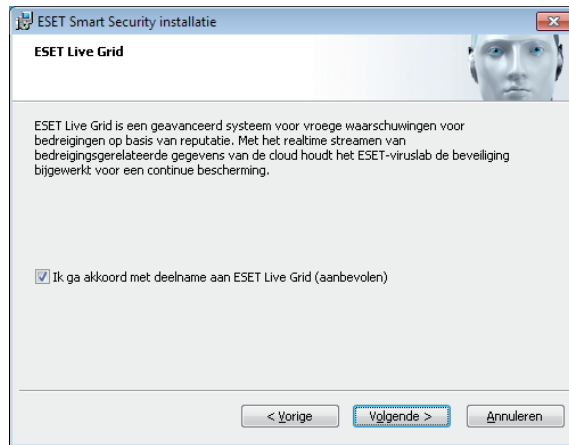 ESET Smart Security installatie
ESET Live Grid
ESET Live Grid is een geavanceerd systeem voor vroege waarschuwingen voor
bedreigingen op basis van reputatie. Met het realtime streamen van
bedreigingsgerelateerde gegevens van de cloud houdt het ESET-viruslab de beveiliging
bijgewerkt voor een continue bescherming.
Ik ga akkoord met deelname aan ESET Live Grid (aanbevolen)
< Vorige Volgende > Annuleren